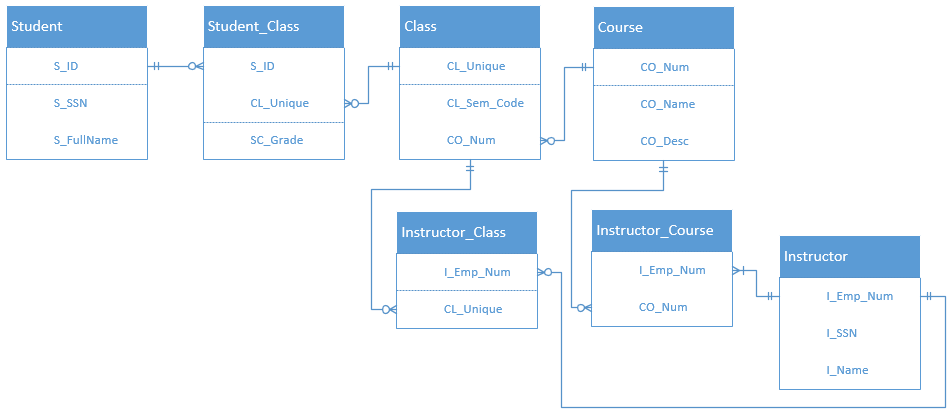 Student
S_ID
S_SSN
S_FullName
Student_Class
S_ID
CL_Unique
SC_Grade
Class
CL_Unique
CL_Sem_Code
CO_Num
Course
CO_Num
CO_Name
CO_Desc
Instructor_Class
I_Emp_Num
CL_Unique
Instructor_Course
I_Emp_Num
CO_Num
Instructor
I_Emp_Num
I_SSN
I_Name